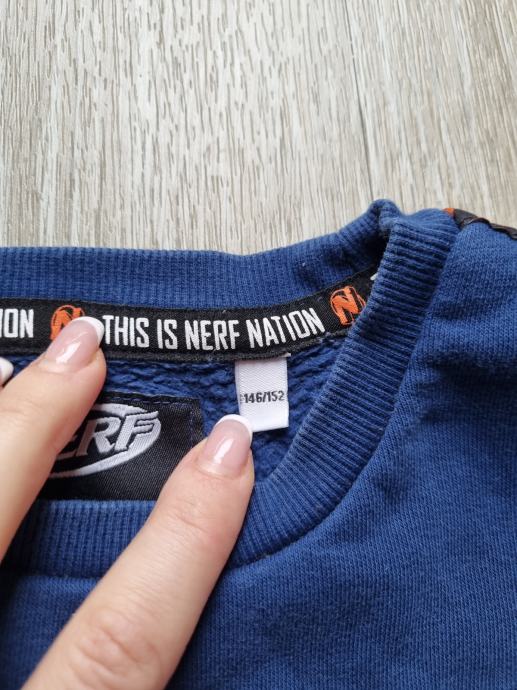 ION N THIS IS NERF NATION N
146/152
ERF